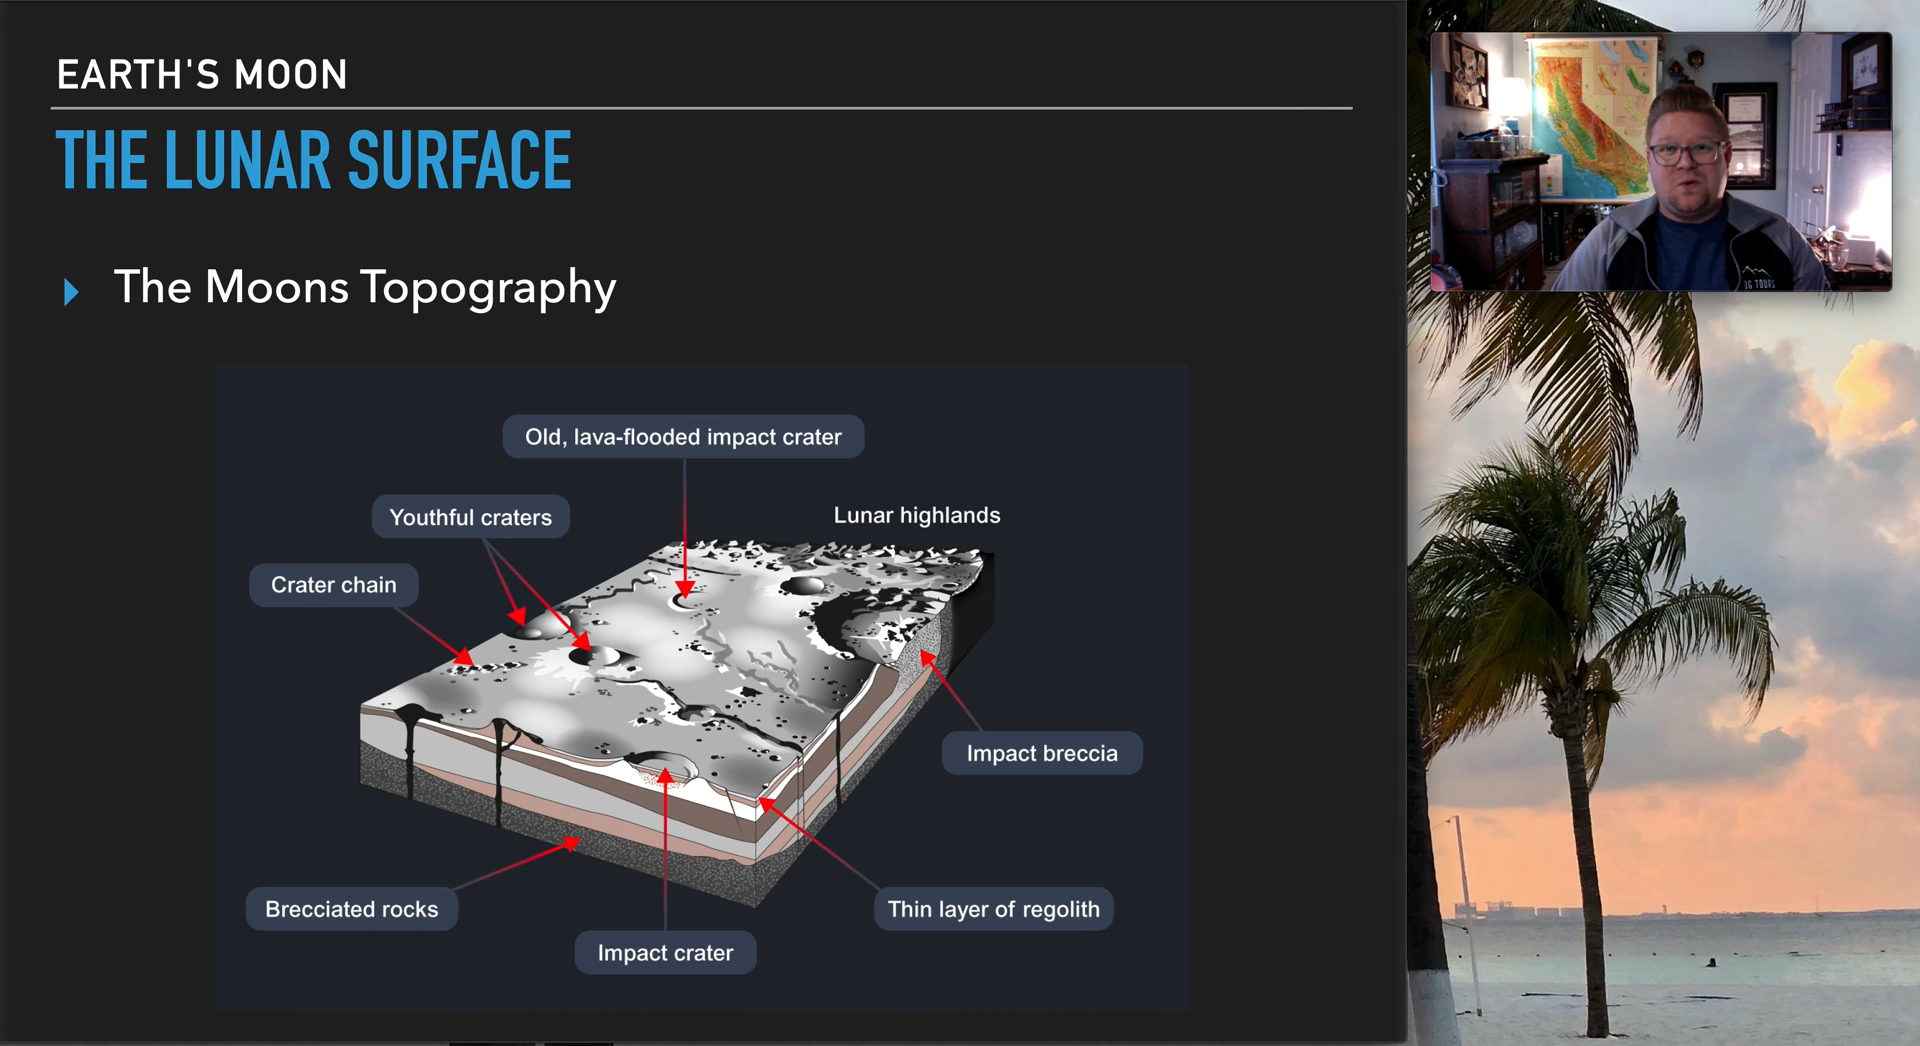 EARTH'S MOON
THE LUNAR SURFACE
The Moons Topography
Old, lava-flooded impact crater
Youthful craters
Lunar highlands
Crater chain
Impact breccia
Brecciated rocks
Thin layer of regolith
Impact crater
TOURS